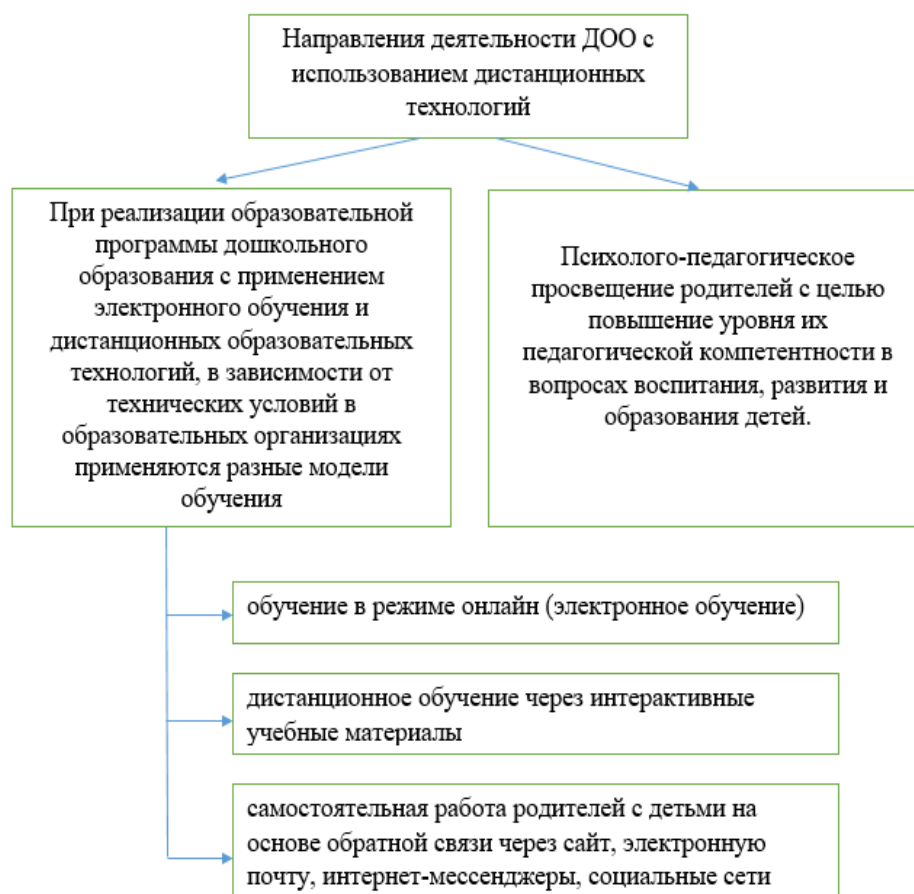 Направления деятельности ДОО с
использованием дистанционных
технологий
При реализации образовательной
программы дошкольного
образования с применением
электронного обучения и
дистанционных образовательных
технологий, в зависимости от
технических условий в
образовательных организациях
применяются разные модели
обучения
Психолого-педагогическое
просвещение родителей с целью
повышение уровня их
педагогической компетентности в
вопросах воспитания, развития и
образования детей.
обучение в режиме онлайн (электронное обучение)
дистанционное обучение через интерактивные
учебные материалы
самостоятельная работа родителей с детьми на
основе обратной связи через сайт, электронную
почту, интернет-мессенджеры, социальные сети